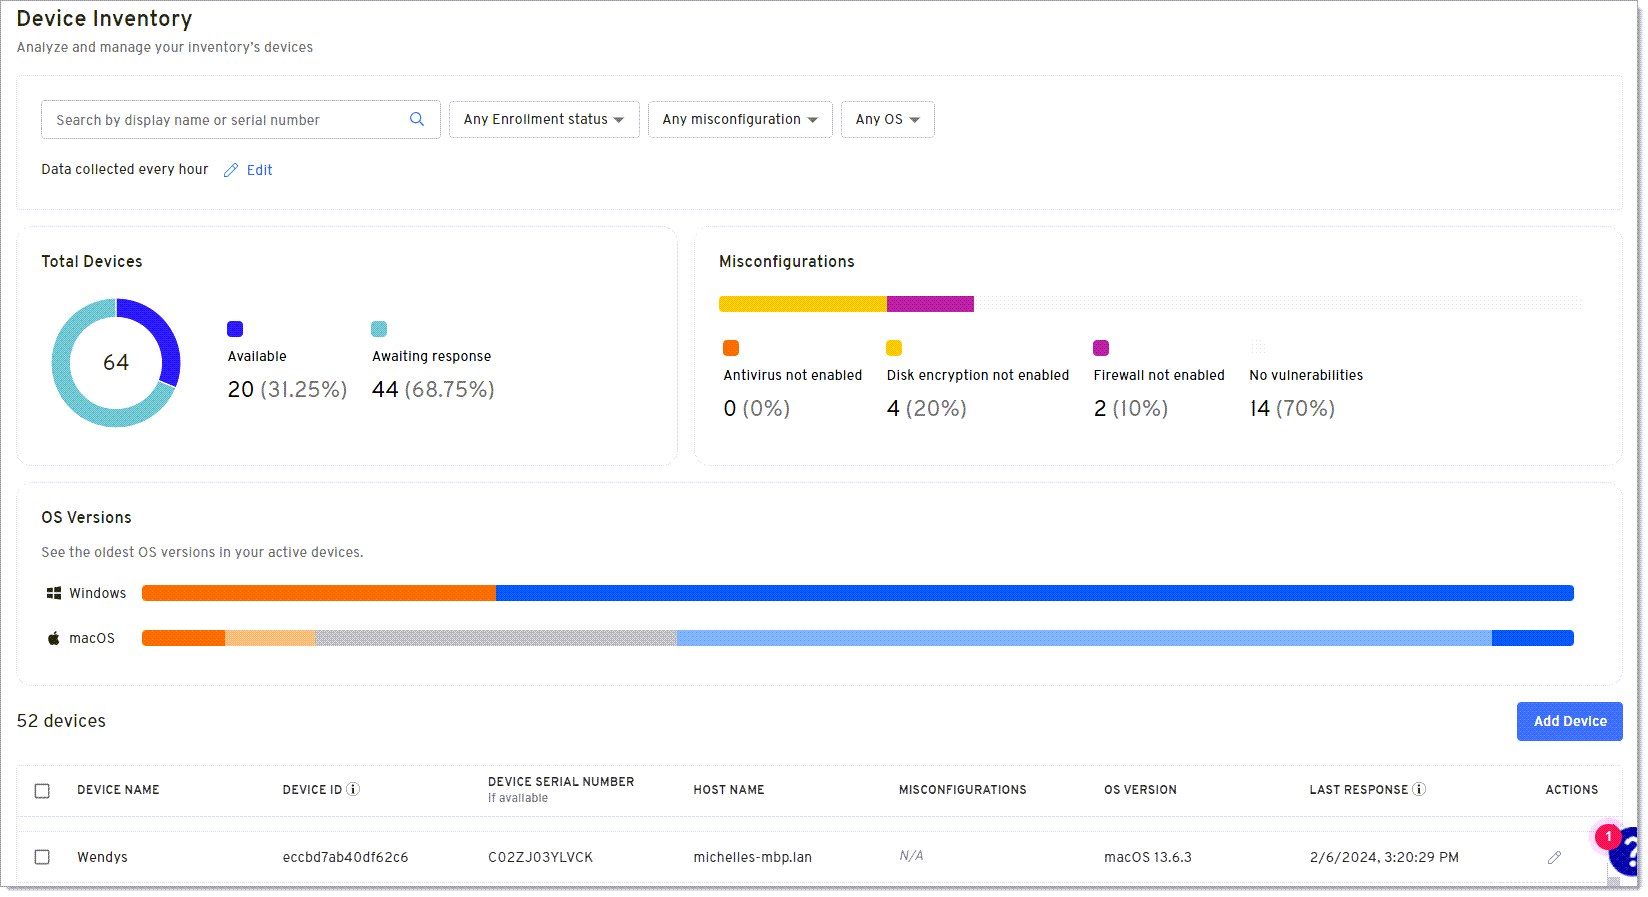 Device Inventory
Analyze and manage your inventory's devices
Search by display name or serial number
Any Enrollment status
Any misconfiguration
Any OS
Data collected every hour
Edit
Total Devices
64
Available
20 (31.25%)
Awaiting response
44 (68.75%)
Misconfigurations
Antivirus not enabled
0 (0%)
Disk encryption not enabled
4 (20%)
Firewall not enabled
2 (10%)
No vulnerabilities
14 (70%)
OS Versions
See the oldest OS versions in your active devices.
Windows
macOS
52 devices
Add Device
DEVICE NAME
DEVICE ID
DEVICE SERIAL NUMBER
If available
HOST NAME
MISCONFIGURATIONS
OS VERSION
LAST RESPONSE
ACTIONS
Wendys
eccbd7ab40df62c6
C02ZJ03YLVCK
michelles-mbp.lan
N/A
macOS 13.6.3
2/6/2024, 3:20:29 PM
1
?